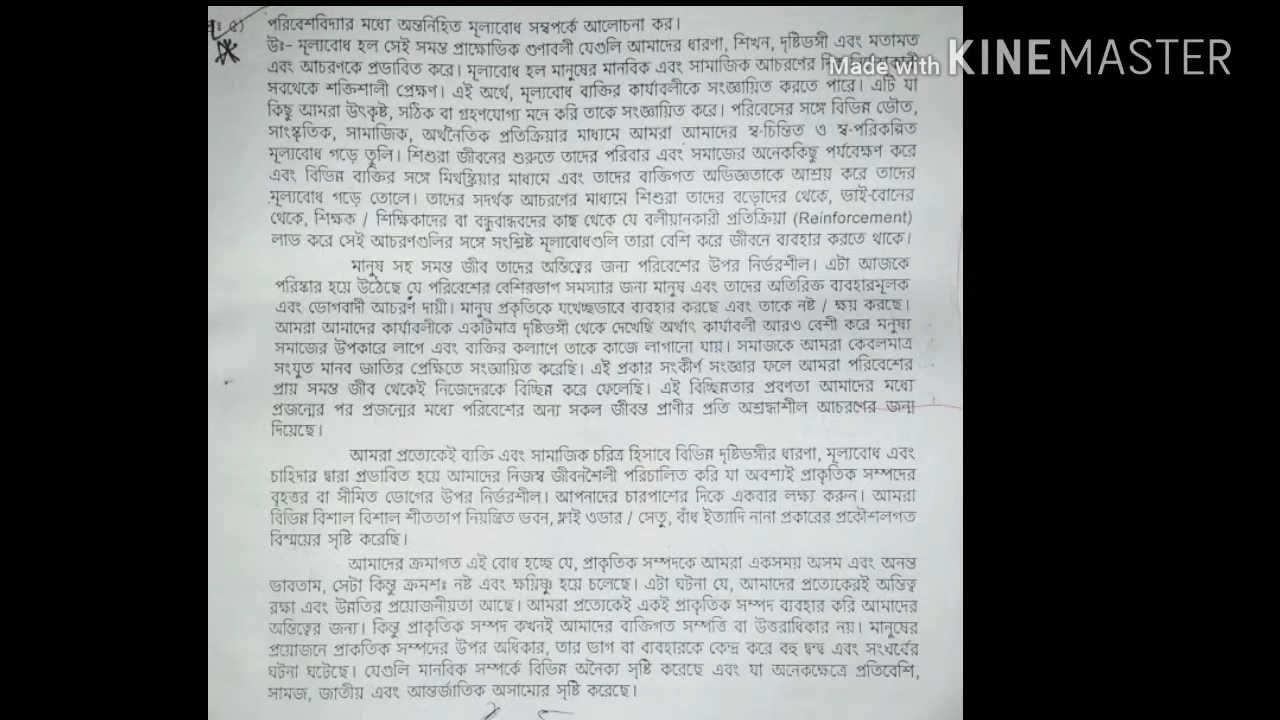 ৫) পরিবেশবিদ্যার মধ্যে অন্তনিহিত মূল্যবোধ সম্বপর্কে আলোচনা কর।
উঃ- মূল্যবোধ হল সেই সমস্ত প্রাক্ষোভিক গুণাবলী যেগুলি আমাদের ধারণা, শিখন, দৃষ্টিভঙ্গী এবং মতামত
এবং আচরণকে প্রভাবিত করে। মূল্যবোধ হল মানুষের মানবিক এবং সামাজিক আচরণের
Made with KINEMASTER
সবথেকে শক্তিশালী প্রেক্ষণ। এই অর্থে, মূল্যবোধ ব্যক্তির কার্যাবলীকে সংজ্ঞায়িত করতে পারে। এটি যা
কিছু আমরা উৎকৃষ্ট, সঠিক বা গ্রহণযোগ্য মনে করি তাকে সংজ্ঞায়িত করে। পরিবেসের সঙ্গে বিভিন্ন ভৌত,
সাংস্কৃতিক, সামাজিক, অর্থনৈতিক প্রতিক্রিয়ার মাধ্যমে আমরা আমাদের স্ব-চিন্তিত ও স্ব-পরিকল্পিত
মূল্যবোধ গড়ে তুলি। শিশুরা জীবনের শুরুতে তাদের পরিবার এবং সমাজের অনেককিছু পর্যবেক্ষণ করে
এবং বিভিন্ন ব্যক্তির সঙ্গে মিথষ্ক্রিয়ার মাধ্যমে এবং তাদের ব্যক্তিগত অভিজ্ঞতাকে আশ্রয় করে তাদের
মূল্যবোধ গড়ে তোলে। তাদের সদর্থক আচরণের মাধ্যমে শিশুরা তাদের বড়োদের থেকে, ভাই-বোনের
থেকে, শিক্ষক / শিক্ষিকাদের বা বন্ধুবান্ধবদের কাছ থেকে যে বলীয়ানকারী প্রতিক্রিয়া (Reinforcement)
লাভ করে সেই আচরণগুলির সঙ্গে সংশ্লিষ্ট মূল্যবোধগুলি তারা বেশি করে জীবনে ব্যবহার করতে থাকে।
মানুষ সহ সমস্ত জীব তাদের অস্তিত্বের জন্য পরিবেশের উপর নির্ভরশীল। এটা আজকে
পরিস্কার হয়ে উঠেছে যে পরিবেশের বেশিরভাগ সমস্যার জন্য মানুষ এবং তাদের অতিরিক্ত ব্যবহারমূলক
এবং ভোগবাদী আচরণ দায়ী। মানুষ প্রকৃতিকে যথেচ্ছভাবে ব্যবহার করছে এবং তাকে নষ্ট / ক্ষয় করছে।
আমরা আমাদের কার্যাবলীকে একটিমাত্র দৃষ্টিভঙ্গী থেকে দেখেছি অর্থাৎ কার্যাবলী আরও বেশী করে মনুষ্য
সমাজের উপকারে লাগে এবং ব্যক্তির কল্যাণে তাকে কাজে লাগানো যায়। সমাজকে আমরা কেবলমাত্র
সংযুত মানব জাতির প্রেক্ষিতে সংজ্ঞায়িত করেছি। এই প্রকার সংকীর্ণ সংজ্ঞার ফলে আমরা পরিবেশের
প্রায় সমস্ত জীব থেকেই নিজেদেরকে বিচ্ছিন্ন করে ফেলেছি। এই বিচ্ছিন্নতার প্রবণতা আমাদের মধ্যে
প্রজন্মের পর প্রজন্মের মধ্যে পরিবেশের অন্য সকল জীবন্ত প্রাণীর প্রতি অশ্রদ্ধাশীল আচরণের জন্ম
দিয়েছে।
আমরা প্রত্যেকেই ব্যক্তি এবং সামাজিক চরিত্র হিসাবে বিভিন্ন দৃষ্টিভঙ্গীর ধারণা, মূল্যবোধ এবং
চাহিদার দ্বারা প্রভাবিত হয়ে আমাদের নিজস্ব জীবনশৈলী পরিচালিত করি যা অবশ্যই প্রাকৃতিক সম্পদের
বৃহত্তর বা সীমিত ভোগের উপর নির্ভরশীল। আপনাদের চারপাশের দিকে একবার লক্ষ্য করুন। আমরা
বিভিন্ন বিশাল বিশাল শীততাপ নিয়ন্ত্রিত ভবন, ফ্লাই ওভার / সেতু, বাঁধ ইত্যাদি নানা প্রকারের প্রকৌশলগত
বিস্ময়ের সৃষ্টি করেছি।
আমাদের ক্রমাগত এই বোধ হচ্ছে যে, প্রাকৃতিক সম্পদকে আমরা একসময় অসম এবং অনন্ত
ভাবতাম, সেটা কিন্তু ক্রমশঃ নষ্ট এবং ক্ষয়িষ্ণু হয়ে চলেছে। এটা ঘটনা যে, আমাদের প্রত্যেকেরই অস্তিত্ব
রক্ষা এবং উন্নতির প্রয়োজনীয়তা আছে। আমরা প্রত্যেকেই একই প্রাকৃতিক সম্পদ ব্যবহার করি আমাদের
অস্তিত্বের জন্য। কিন্তু প্রাকৃতিক সম্পদ কখনই আমাদের ব্যক্তিগত সম্পত্তি বা উত্তরাধিকার নয়। মানুষের
প্রয়োজনে প্রাকতিক সম্পদের উপর অধিকার, তার ভাগ বা ব্যবহারকে কেন্দ্র করে বহু দ্বন্দ্ব এবং সংঘর্ষের
ঘটনা ঘটেছে। যেগুলি মানবিক সম্পর্কে বিভিন্ন অনৈক্য সৃষ্টি করেছে এবং যা অনেকক্ষেত্রে প্রতিবেশি,
সামজ, জাতীয় এবং আন্তর্জাতিক অসাম্যের সৃষ্টি করেছে।